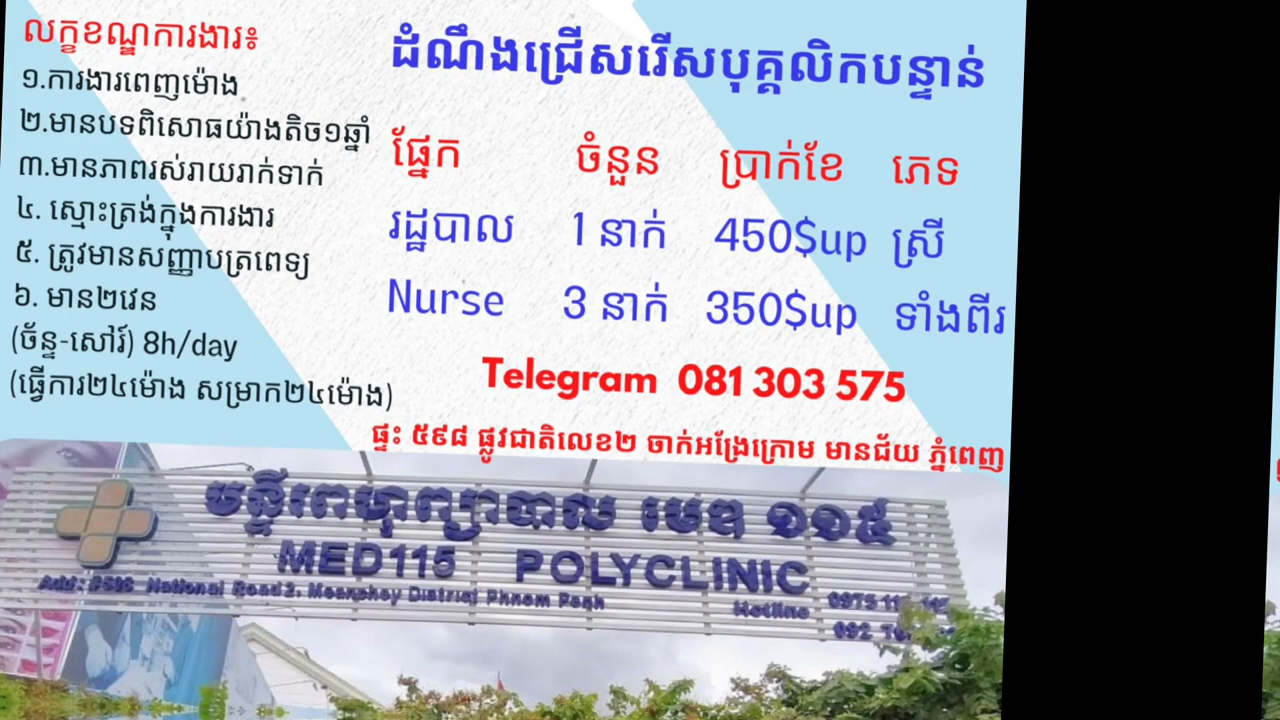 លក្ខខណ្ឌការងារ៖
១.ការងារពេញម៉ោង
២.មានបទពិសោធយ៉ាងតិច១ឆ្នាំ
៣.មានភាពរស់រាយរាក់ទាក់
៤. ស្មោះត្រង់ក្នុងការងារ
៥. ត្រូវមានសញ្ញាបត្រពេទ្យ
៦. មាន២វេន
(ច័ន្ទ-សៅរ៍) 8h/day
(ធ្វើការ២៤ម៉ោង សម្រាក២៤ម៉ោង)
ដំណឹងជ្រើសរើសបុគ្គលិកបន្ទាន់
ផ្នែក ចំនួន ប្រាក់ខែ ភេទ
រដ្ឋបាល 1 នាក់ 450$up ស្រី
Nurse 3 នាក់ 350$up ទាំងពីរ
Telegram 081 303 575
ផ្ទះ ៥៩៨ ផ្លូវជាតិលេខ២ ចាក់អង្រែក្រោម មានជ័យ ភ្នំពេញ
មន្ទីរពហុព្យាបាល មេឌ ១១៥
MED115 POLYCLINIC
Add: National Road 2, Meanchey District Phnom Penh
Hotline 0975
092